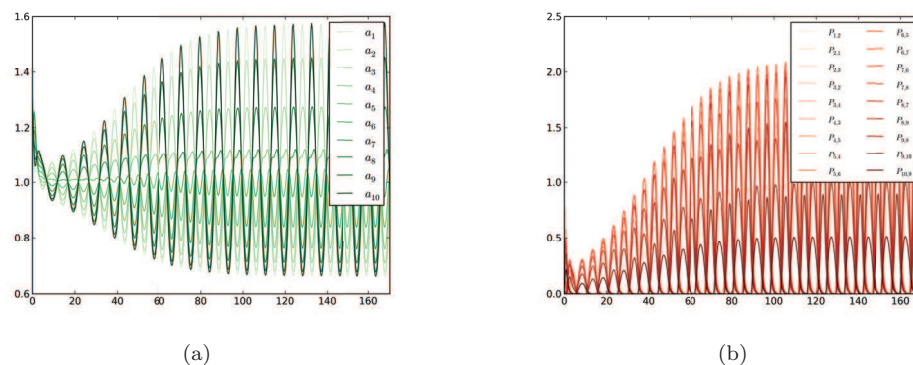 1.6
1.4
1.2
1.0
0.8
0.6
0 20 40 60 80 100 120 140 160
a1
a2
a3
a4
a5
a6
a7
a8
a9
a10
(a)
2.5
2.0
1.5
1.0
0.5
0.0
0 20 40 60 80 100 120 140 160
P1,2
P2,1
P2,3
P3,2
P3,4
P4,3
P4,5
P5,4
P5,6
P6,5
P6,7
P7,6
P7,8
P8,7
P8,9
P9,8
P9,10
P10,9
(b)